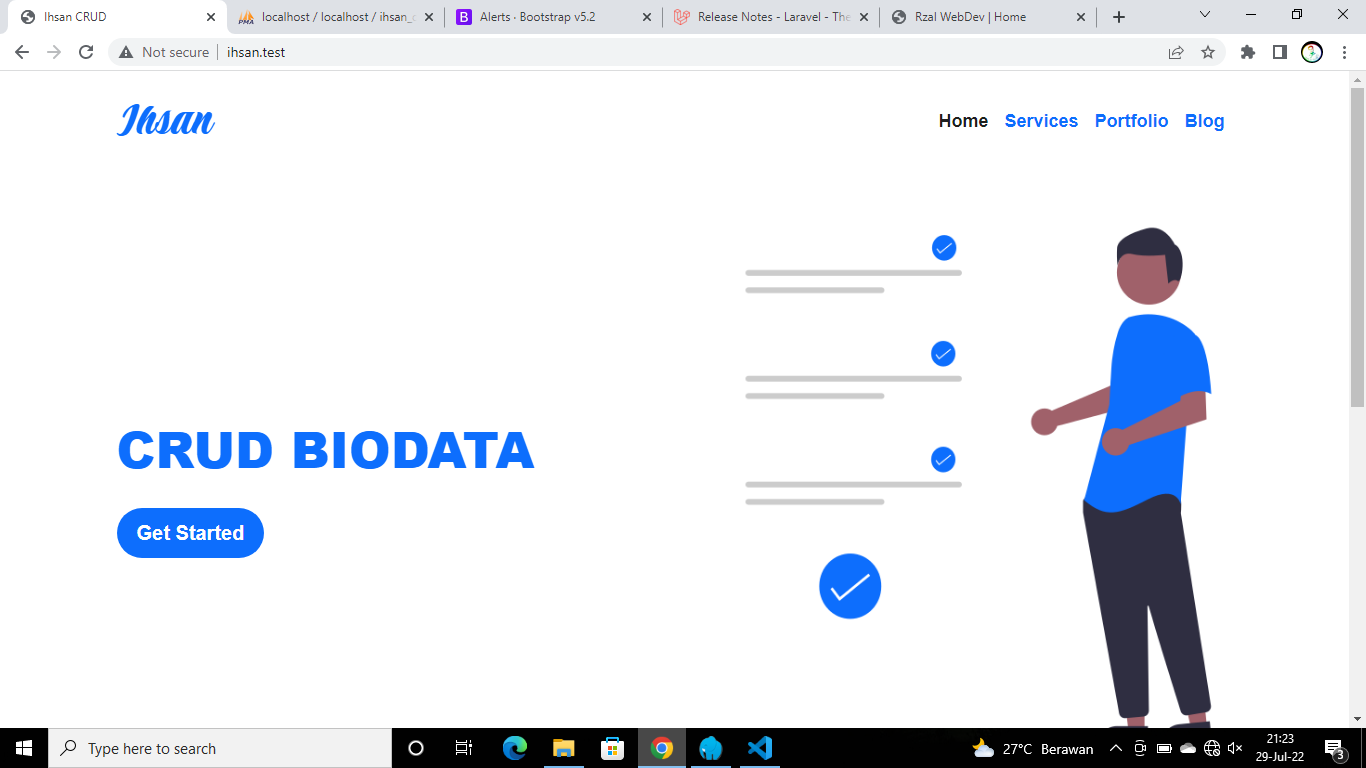 Ihsan CRUD
localhost / localhost / ihsan_c
Alerts · Bootstrap v5.2
Release Notes - Laravel - The
Rzal WebDev | Home
Not secure
ihsan.test
Ihsan
Home
Services
Portfolio
Blog
CRUD BIODATA
Get Started
Type here to search
27°C Berawan
21:23
29-Jul-22
3